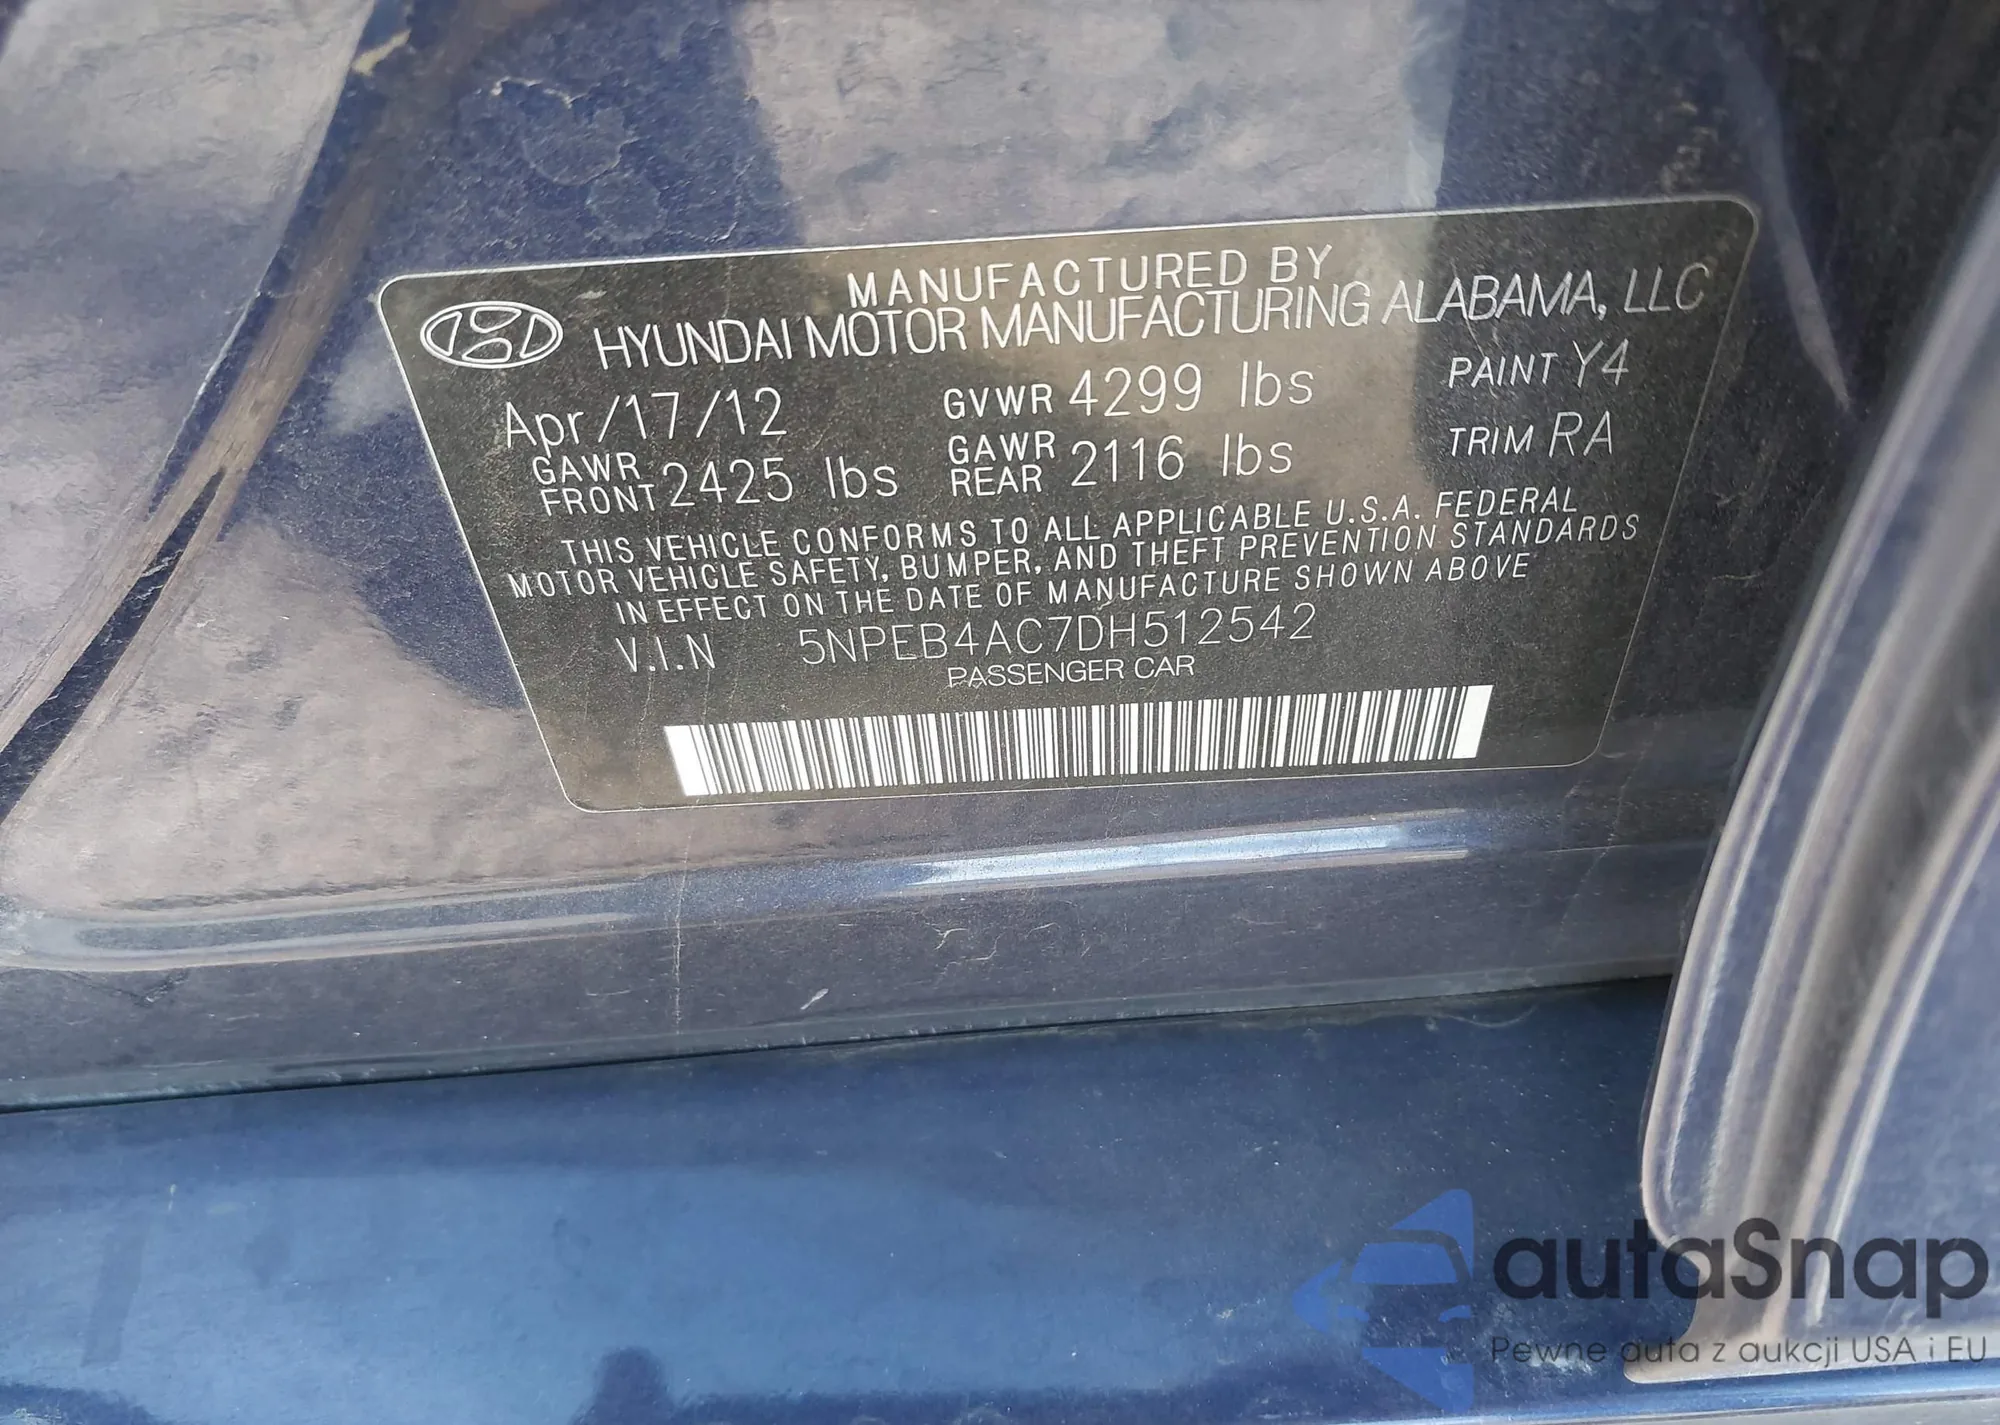 MANUFACTURED BY
HYUNDAI MOTOR MANUFACTURING ALABAMA, LLC
Apr/17/12 GVWR 4299 lbs PAINT Y4
GAWR FRONT 2425 lbs GAWR REAR 2116 lbs TRIM RA
THIS VEHICLE CONFORMS TO ALL APPLICABLE U.S.A. FEDERAL
MOTOR VEHICLE SAFETY, BUMPER, AND THEFT PREVENTION STANDARDS
IN EFFECT ON THE DATE OF MANUFACTURE SHOWN ABOVE
V.I.N 5NPEB4AC7DH512542
PASSENGER CAR
autaSnap
Pewne auta z aukcji USA i EU